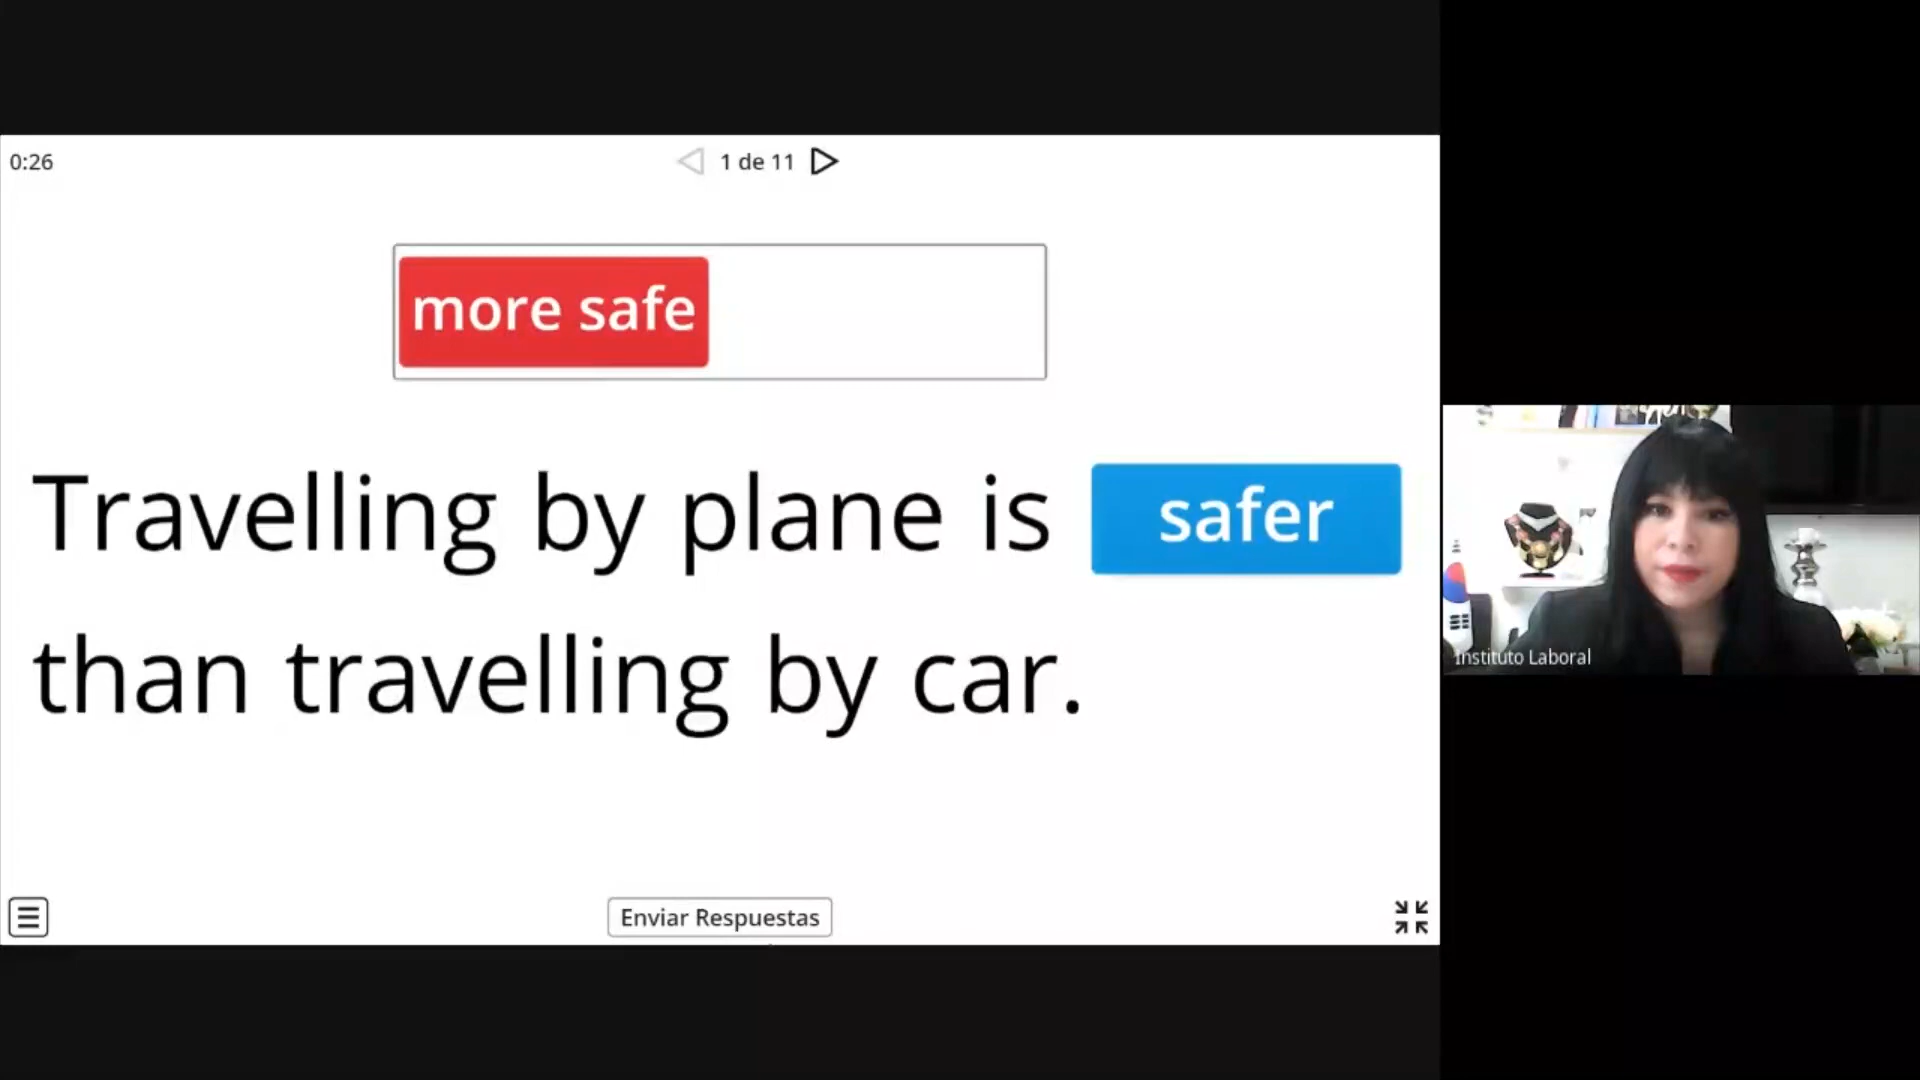 0:26
1 de 11
more safe
Travelling by plane is safer
than travelling by car.
Enviar Respuestas
Instituto Laboral